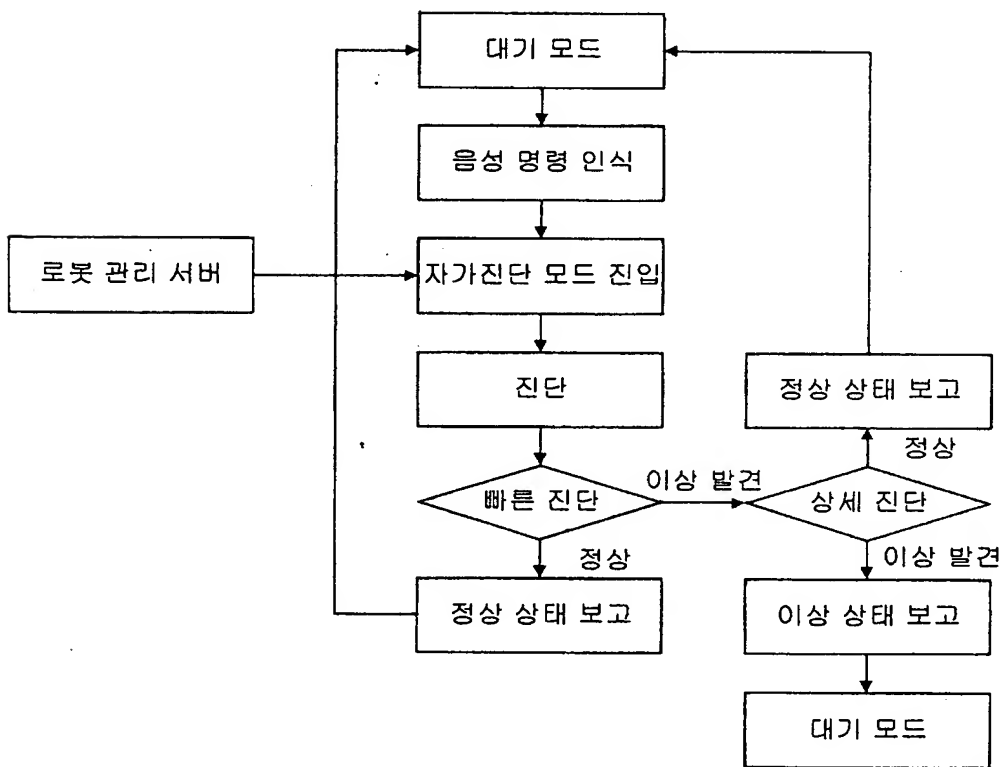 대기 모드
음성 명령 인식
로봇 관리 서버
자가진단 모드 진입
진단
정상 상태 보고
정상
빠른 진단
이상 발견
상세 진단
정상
이상 발견
정상 상태 보고
이상 상태 보고
대기 모드